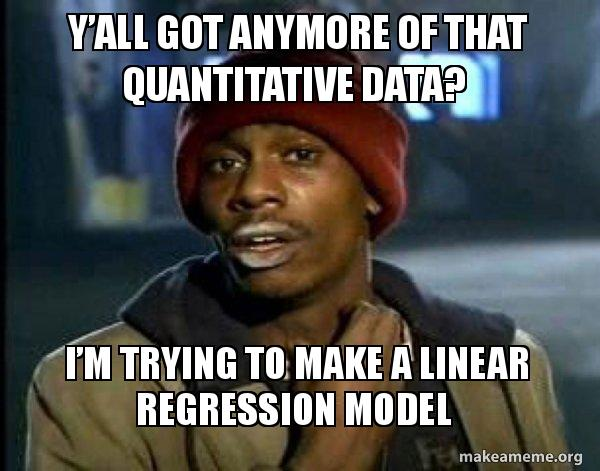 Y'ALL GOT ANYMORE OF THAT
QUANTITATIVE DATA?
I'M TRYING TO MAKE A LINEAR
REGRESSION MODEL
makeameme.org